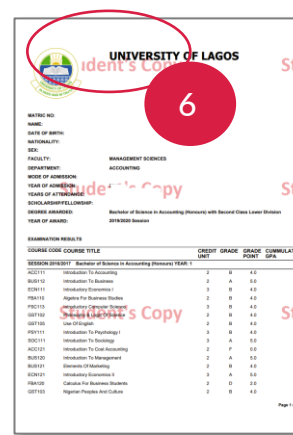 UNIVERSITY OF LAGOS
6
MATRIC NO:
NAME:
DATE OF BIRTH:
NATIONALITY:
SEX:
FACULTY: MANAGEMENT SCIENCES
DEPARTMENT: ACCOUNTING
MODE OF ADMISSION:
YEAR OF ADMISSION:
YEARS OF ATTENDANCE:
SCHOLARSHIP/FELLOWSHIP:
DEGREE AWARDED: Bachelor of Science in Accounting (Honours) with Second Class Lower Division
YEAR OF AWARD: 2019/2020 Session
EXAMINATION RESULTS
COURSE CODE COURSE TITLE CREDIT UNIT GRADE GRADE POINT CUMMULAT GPA
SESSION 2016/2017 Bachelor of Science in Accounting (Honours) YEAR: 1
ACC111 Introduction To Accounting 2 B 4.0
BUS112 Introduction To Business 2 A 5.0
ECN111 Introductory Economics I 3 B 4.0
FBA110 Algebra For Business Studies 2 B 4.0
FSC113 Introductory Computer Science 3 B 4.0
GST102 Philosophy & Logic Of Science 2 B 4.0
GST105 Use Of English 2 B 4.0
PSY111 Introduction To Psychology I 3 B 4.0
SOC111 Introduction To Sociology 3 A 5.0
ACC121 Introduction To Cost Accounting 2 F 0.0
BUS120 Introduction To Management 2 A 5.0
BUS121 Elements Of Marketing 2 B 4.0
ECN121 Introductory Economics II 3 A 5.0
FBA120 Calculus For Business Students 2 D 2.0
GST103 Nigerian Peoples And Culture 2 B 4.0
Page 1
Student's Copy